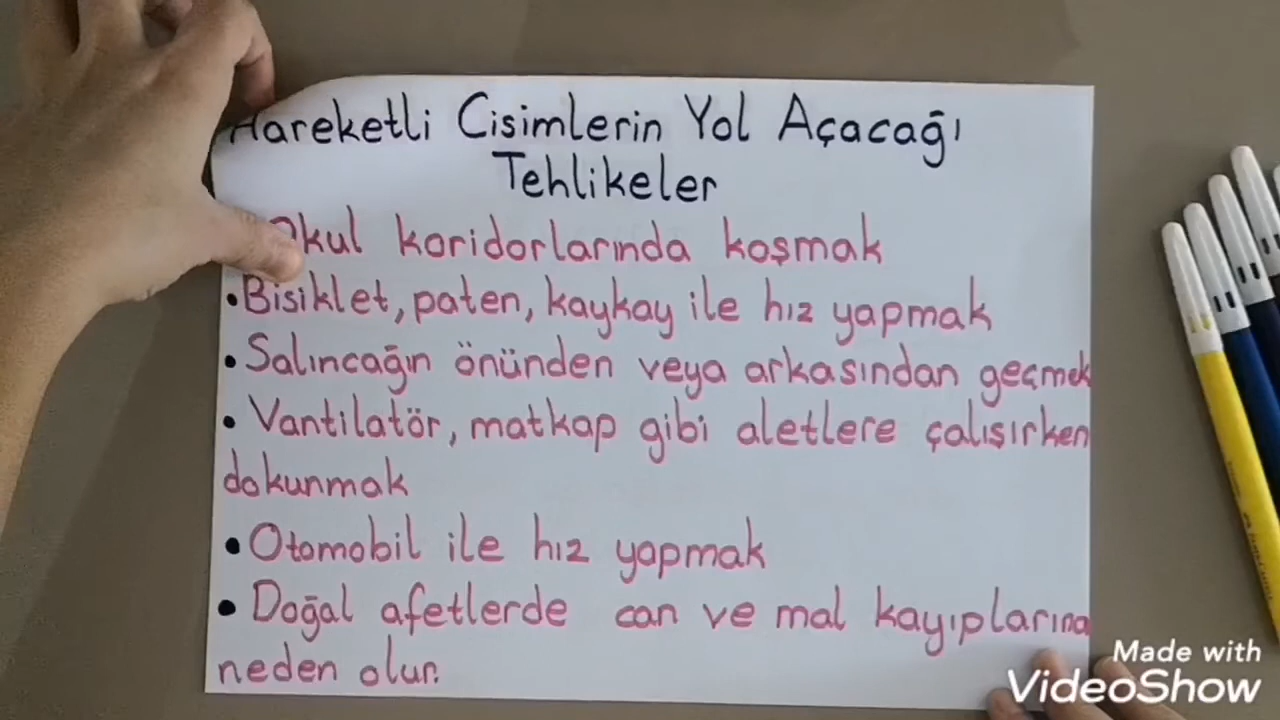 Hareketli Cisimlerin Yol Açacağı
Tehlikeler
Okul koridorlarında koşmak
•Bisiklet, paten, kaykay ile hız yapmak
• Salıncağın önünden veya arkasından geçmek
• Vantilatör, matkap gibi aletlere çalışırken
dokunmak
• Otomobil ile hız yapmak
• Doğal afetlerde can ve mal kayıplarına
neden olur.
Made with
VideoShow